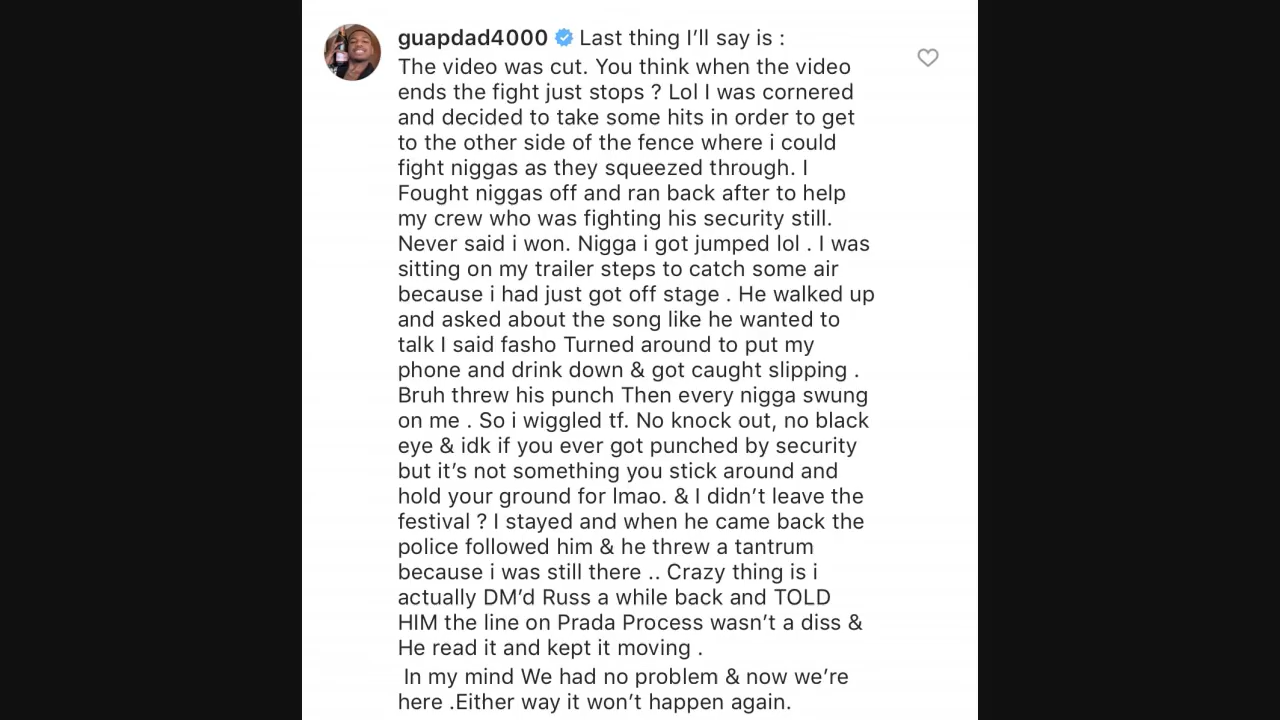 guapdad4000 Last thing I'll say is :
The video was cut. You think when the video
ends the fight just stops ? Lol I was cornered
and decided to take some hits in order to get
to the other side of the fence where i could
fight niggas as they squeezed through. I
Fought niggas off and ran back after to help
my crew who was fighting his security still.
Never said i won. Nigga i got jumped lol . I was
sitting on my trailer steps to catch some air
because i had just got off stage . He walked up
and asked about the song like he wanted to
talk I said fasho Turned around to put my
phone and drink down & got caught slipping .
Bruh threw his punch Then every nigga swung
on me . So i wiggled tf. No knock out, no black
eye & idk if you ever got punched by security
but it's not something you stick around and
hold your ground for lmao. & I didn't leave the
festival ? I stayed and when he came back the
police followed him & he threw a tantrum
because i was still there .. Crazy thing is i
actually DM'd Russ a while back and TOLD
HIM the line on Prada Process wasn't a diss &
He read it and kept it moving .
In my mind We had no problem & now we're
here .Either way it won't happen again.